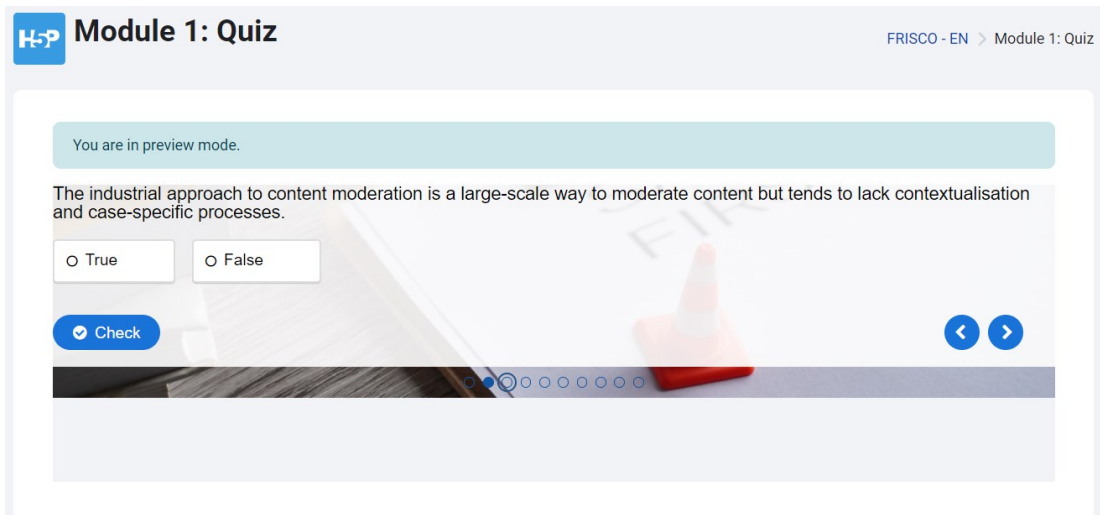 H5P
Module 1: Quiz
FRISCO - EN > Module 1: Quiz
You are in preview mode.
The industrial approach to content moderation is a large-scale way to moderate content but tends to lack contextualisation
and case-specific processes.
True
False
Check